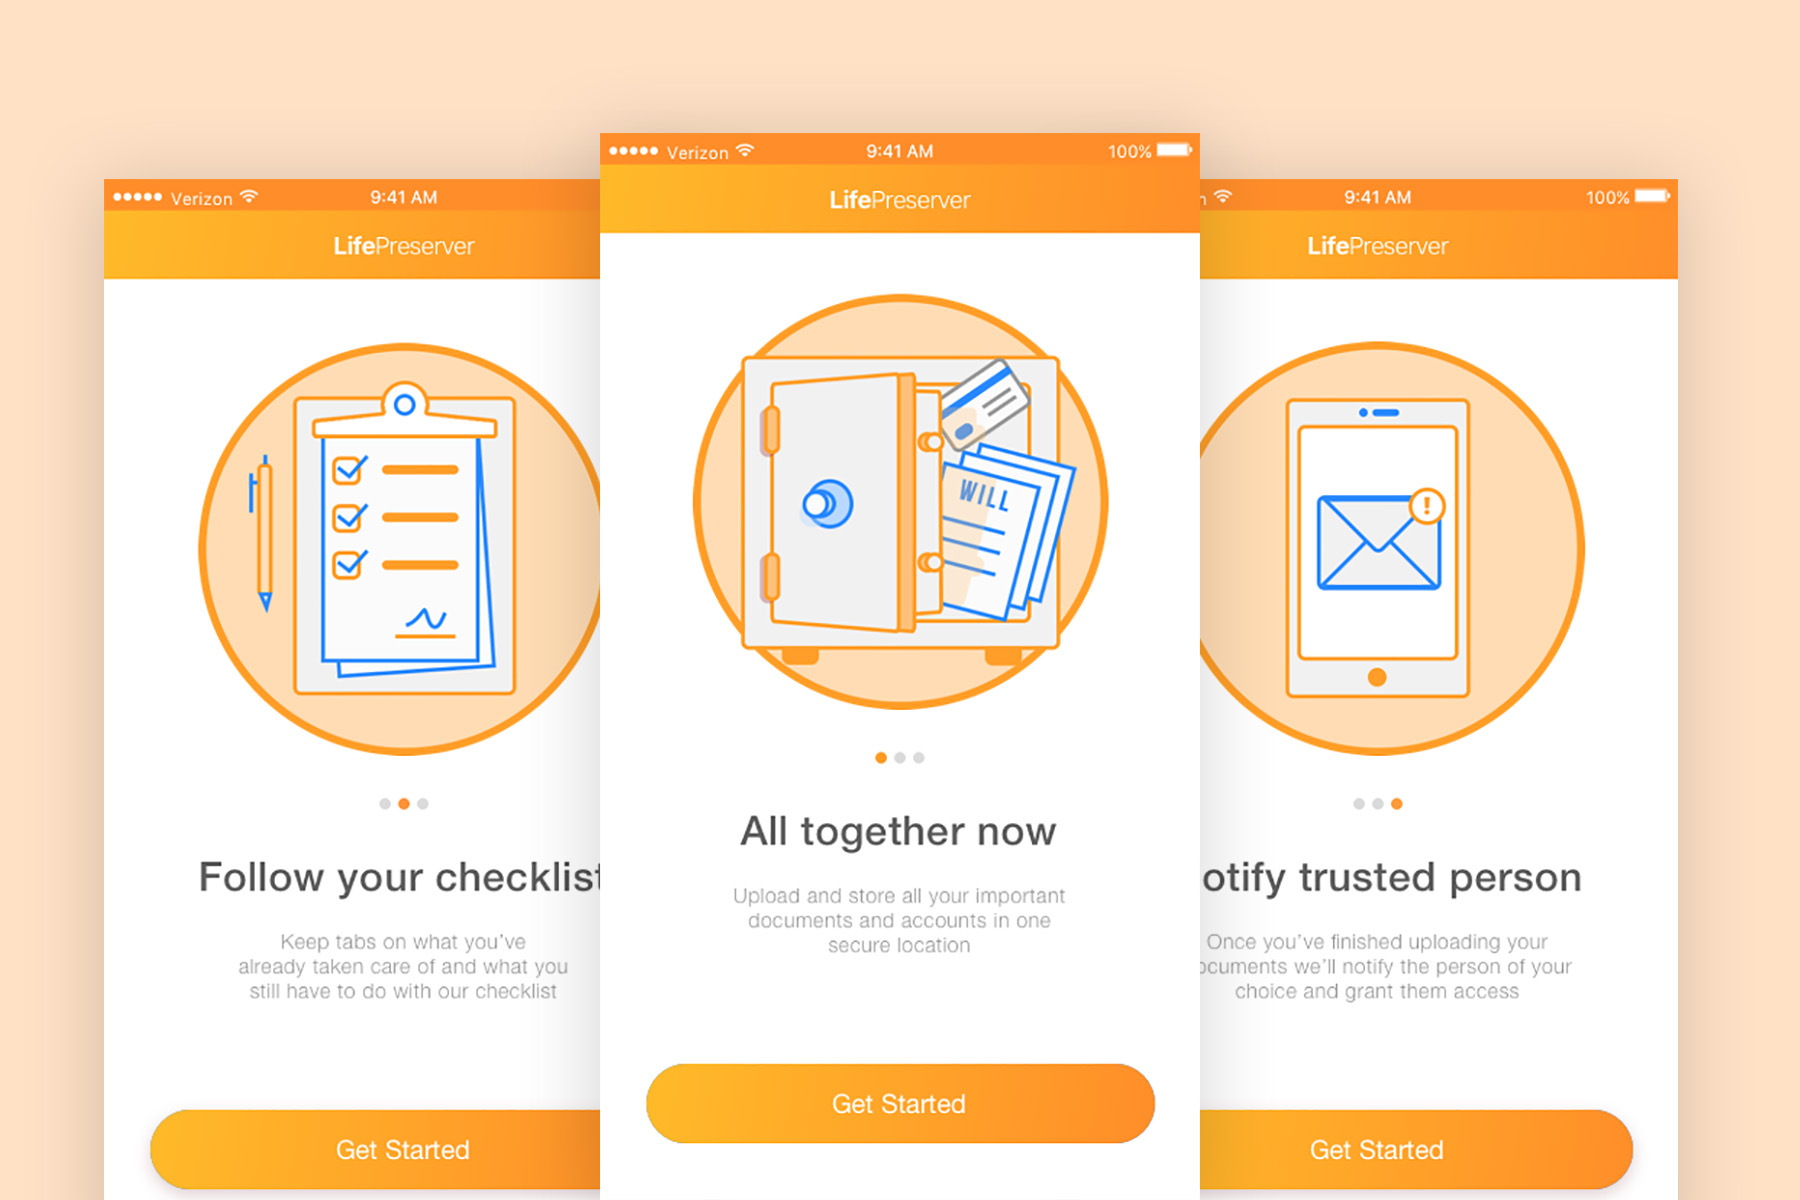 Verizon 9:41 AM
LifePreserver
Follow your checklist
Keep tabs on what you've
already taken care of and what you
still have to do with our checklist
Get Started
Verizon 9:41 AM 100%
LifePreserver
WILL
All together now
Upload and store all your important
documents and accounts in one
secure location
Get Started
9:41 AM 100%
LifePreserver
trusted person
Once you've finished uploading your
we'll notify the person of your
choice and grant them access
Get Started